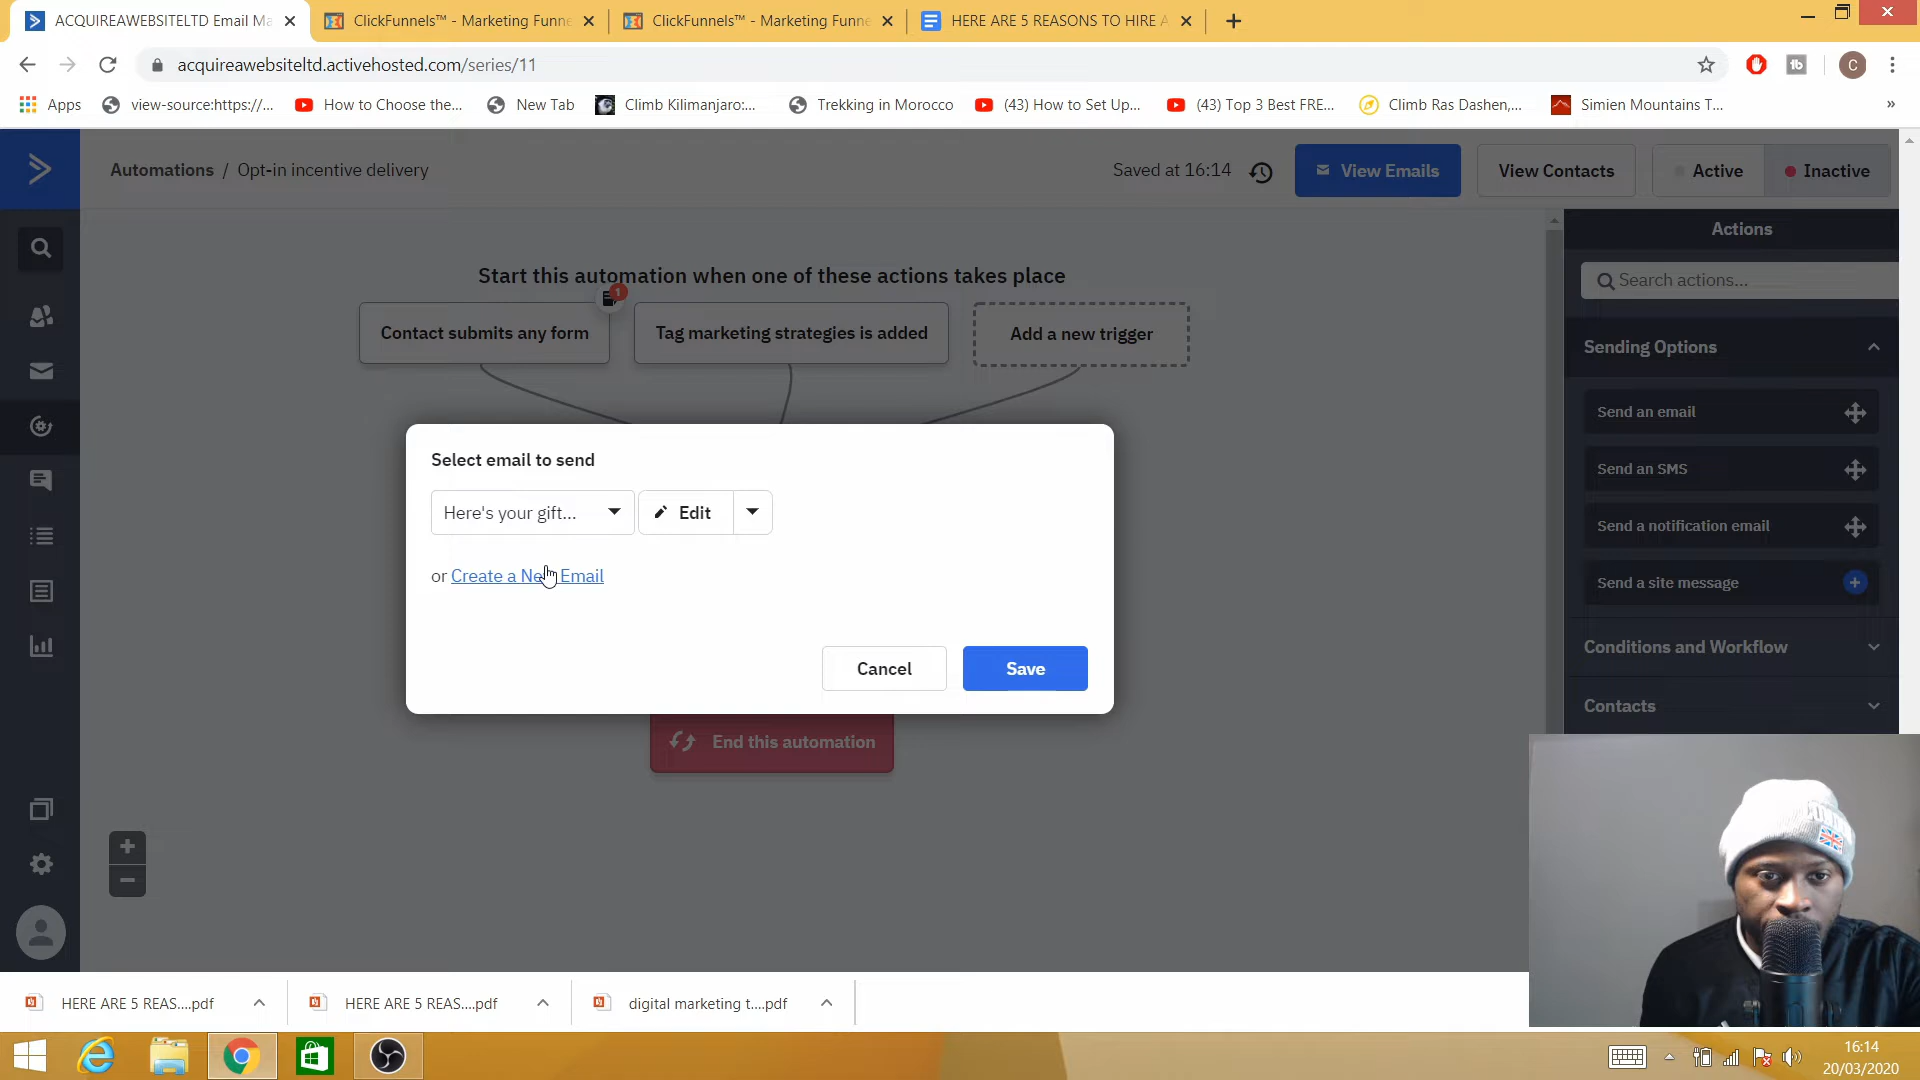 ACQUIREAWEBSITELTD Email Ma
ClickFunnels™ - Marketing Funne
ClickFunnels™ - Marketing Funne
HERE ARE 5 REASONS TO HIRE A
acquireawebsiteltd.activehosted.com/series/11
C
Apps
view-source:https://...
How to Choose the...
New Tab
Climb Kilimanjaro:...
Trekking in Morocco
(43) How to Set Up...
(43) Top 3 Best FRE...
Climb Ras Dashen,...
Simien Mountains T...
»
Automations / Opt-in incentive delivery
Saved at 16:14
View Emails
View Contacts
Active
Inactive
Actions
Search actions...
Start this automation when one of these actions takes place
1
Contact submits any form
Tag marketing strategies is added
Add a new trigger
Sending Options
Send an email
Send an SMS
Send a notification email
Send a site message
Conditions and Workflow
Contacts
Select email to send
Here's your gift...
Edit
or Create a New Email
Cancel
Save
End this automation
HERE ARE 5 REAS....pdf
HERE ARE 5 REAS....pdf
digital marketing t....pdf
16:14
20/03/2020